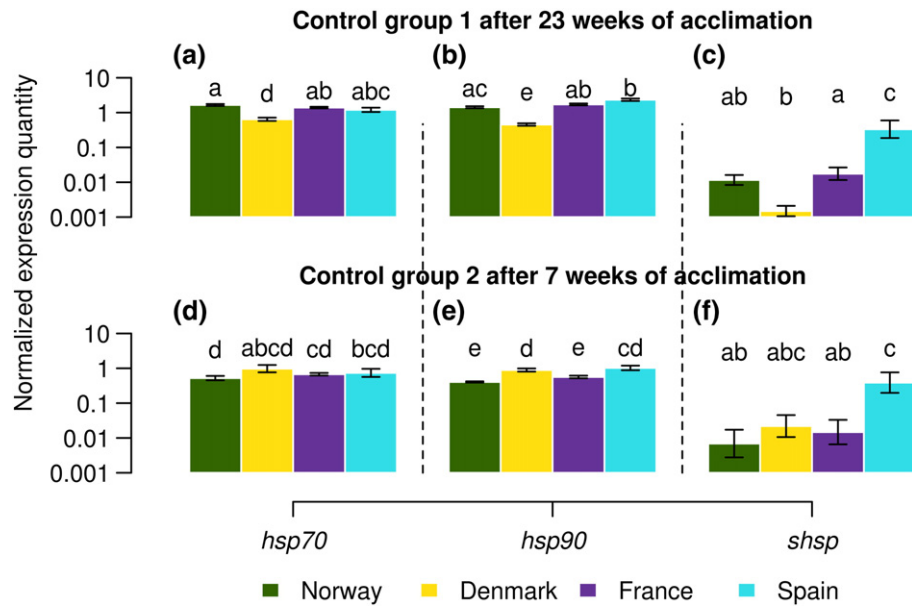 Control group 1 after 23 weeks of acclimation
(a) (b) (c)
Normalized expression quantity
10
1
0.1
0.01
0.001
a d ab abc
ac e ab b
ab b a c
Control group 2 after 7 weeks of acclimation
(d) (e) (f)
10
1
0.1
0.01
0.001
d abcd cd bcd
e d e cd
ab abc ab c
hsp70 hsp90 shsp
Norway Denmark France Spain